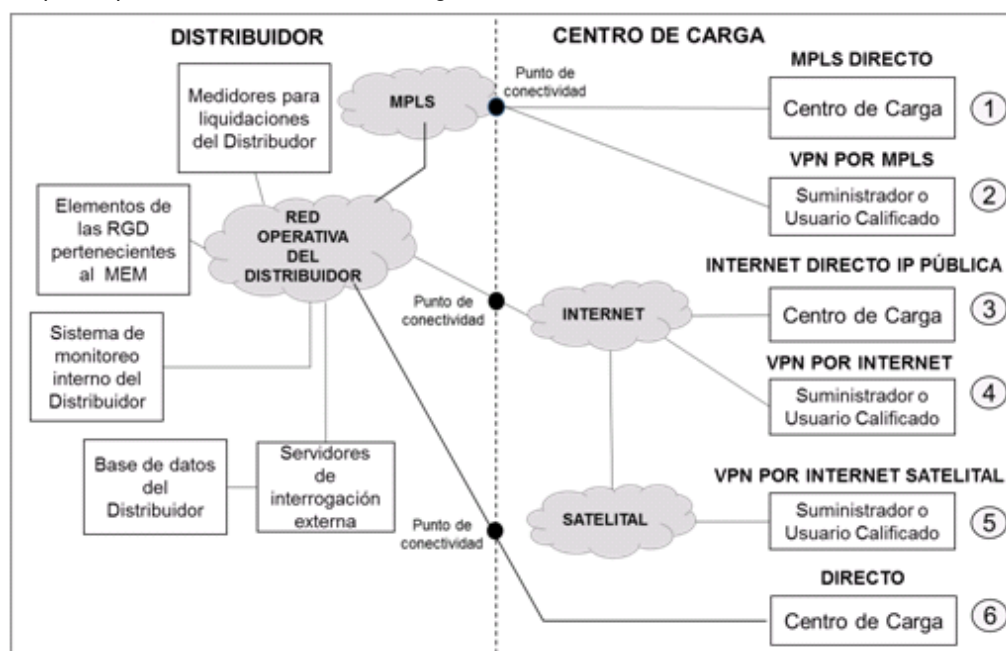 DISTRIBUIDOR
CENTRO DE CARGA
Medidores para
liquidaciones
del Distribudor
MPLS
Punto de
conectividad
MPLS DIRECTO
Centro de Carga
1
VPN POR MPLS
Suministrador o
Usuario Calificado
2
Elementos de
las RGD
pertenecientes
al MEM
RED
OPERATIVA
DEL
DISTRIBUIDOR
Punto de
conectividad
INTERNET
INTERNET DIRECTO IP PÚBLICA
Centro de Carga
3
VPN POR INTERNET
Suministrador o
Usuario Calificado
4
Sistema de
monitoreo
interno del
Distribuidor
Base de datos
del
Distribuidor
Servidores
de
interrogación
externa
Punto de
conectividad
SATELITAL
VPN POR INTERNET SATELITAL
Suministrador o
Usuario Calificado
5
DIRECTO
Centro de Carga
6